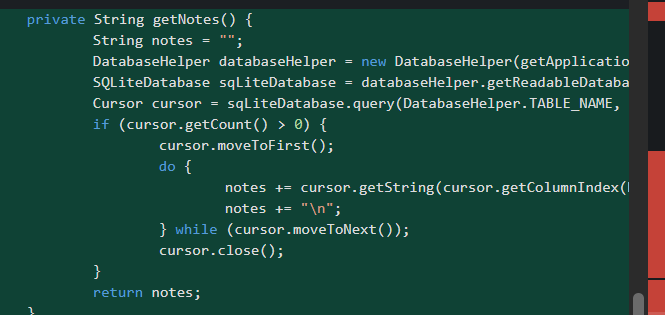 private String getNotes() {
String notes = "";
DatabaseHelper databaseHelper = new DatabaseHelper(getApplicatio
SQLiteDatabase sqLiteDatabase = databaseHelper.getReadableDataba
Cursor cursor = sqLiteDatabase.query(DatabaseHelper.TABLE_NAME,
if (cursor.getCount() > 0) {
cursor.moveToFirst();
do {
notes += cursor.getString(cursor.getColumnIndex(
notes += "\n";
} while (cursor.moveToNext());
cursor.close();
}
return notes;
}